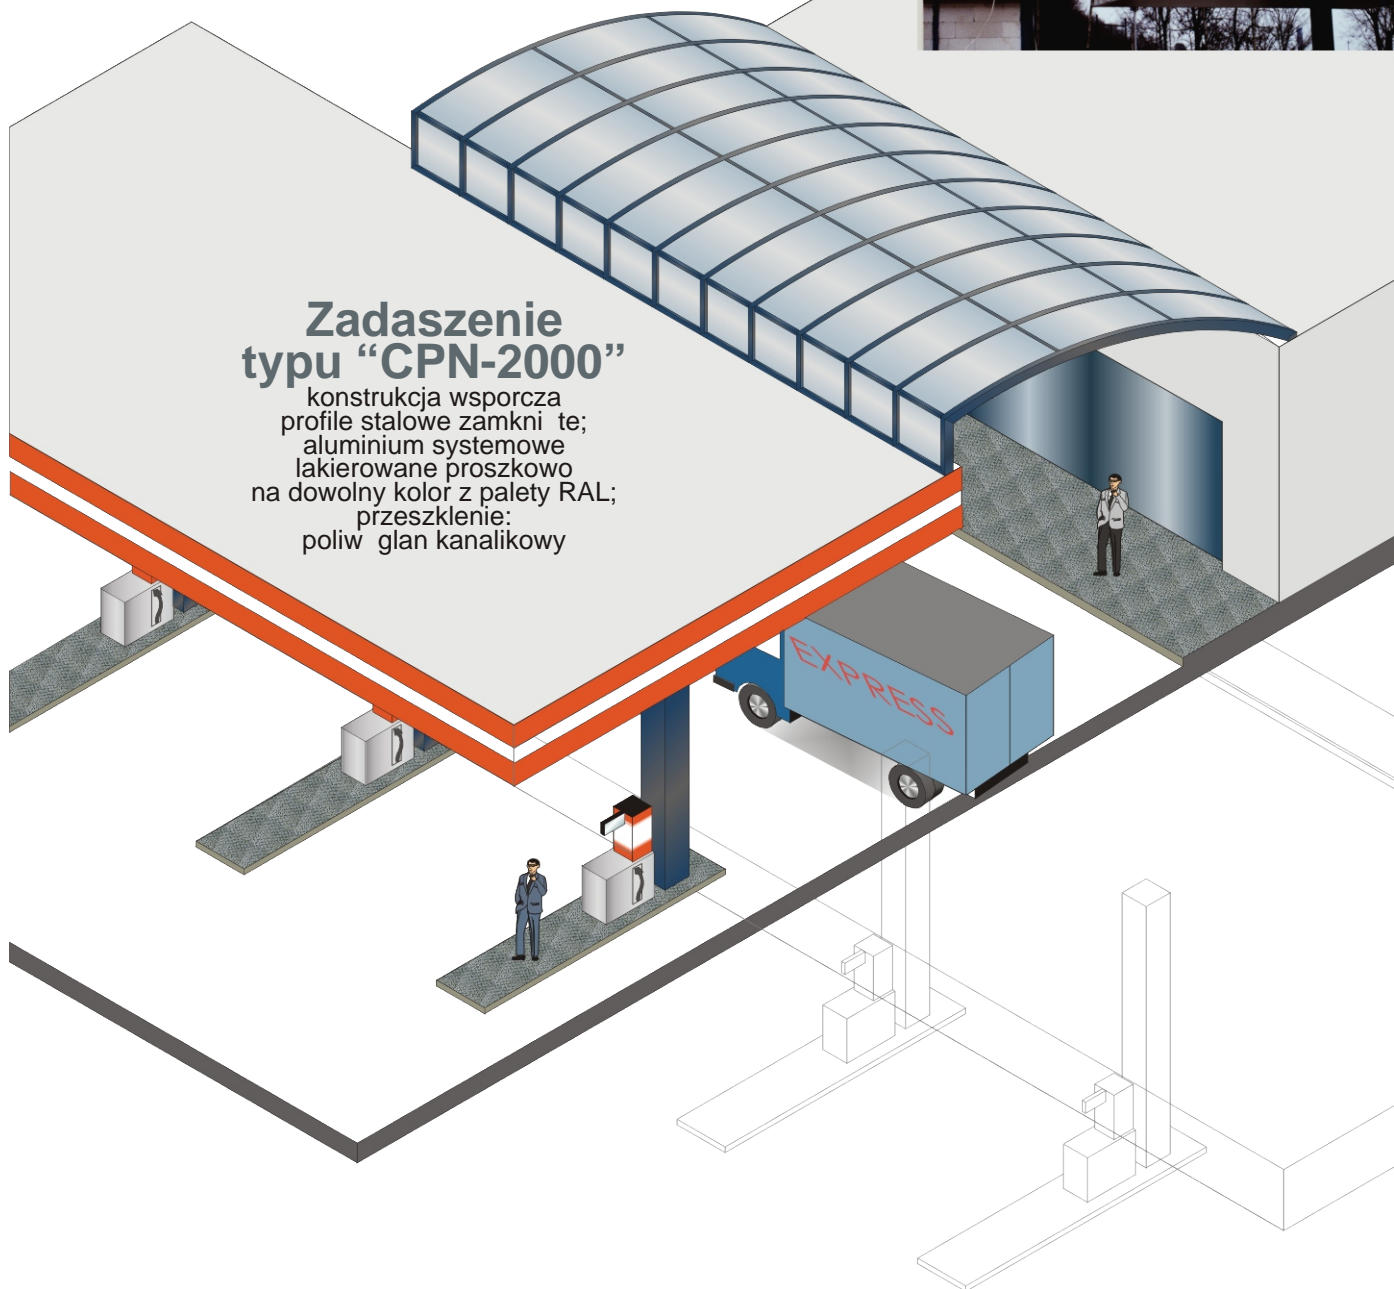 Zadaszenie
typu “CPN-2000”
konstrukcja wsporcza
profile stalowe zamkni te;
aluminium systemowe
lakierowane proszkowo
na dowolny kolor z palety RAL;
przeszklenie:
poliw glan kanalikowy
EXPRESS